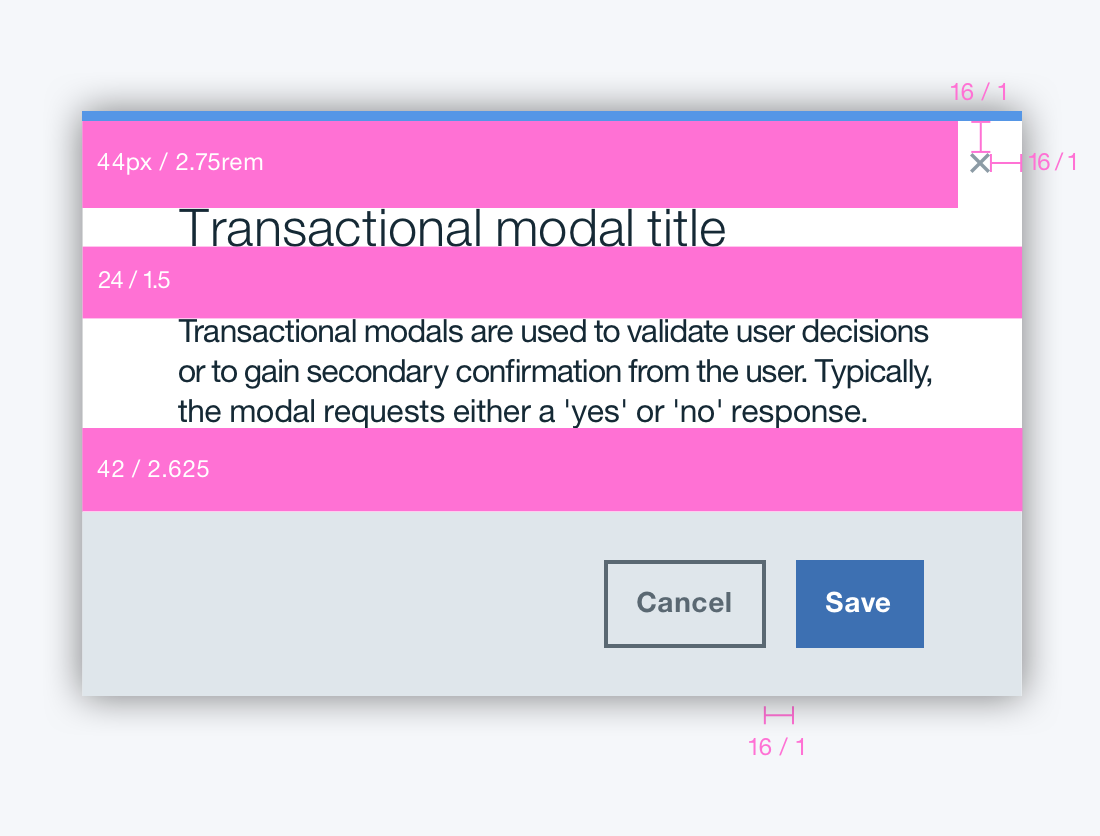 16 / 1
44px / 2.75rem
16 / 1
Transactional modal title
24 / 1.5
Transactional modals are used to validate user decisions
or to gain secondary confirmation from the user. Typically,
the modal requests either a 'yes' or 'no' response.
42 / 2.625
Cancel
Save
16 / 1